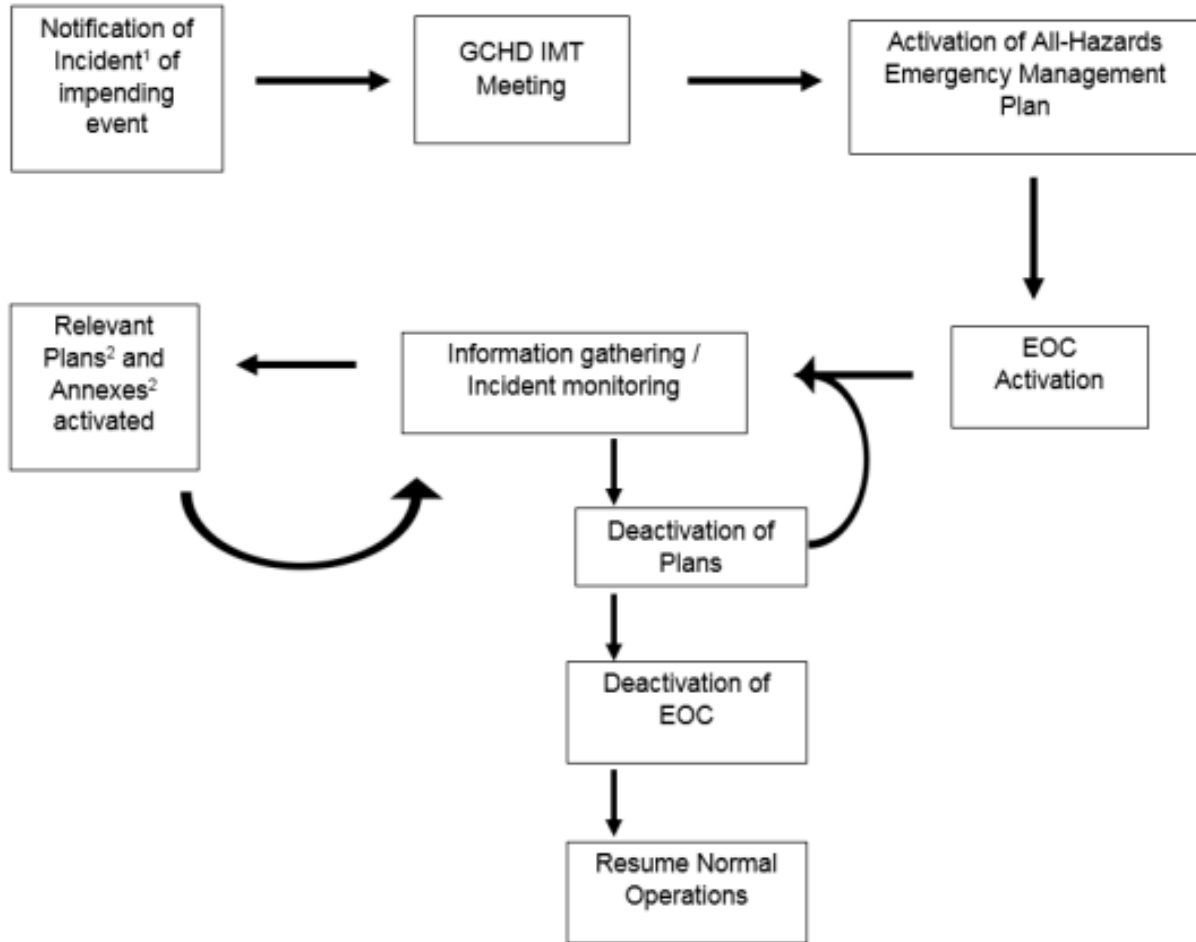 Notification of
Incident¹ of
impending
event
GCHD IMT
Meeting
Activation of All-Hazards
Emergency Management
Plan
EOC
Activation
Information gathering /
Incident monitoring
Relevant
Plans² and
Annexes²
activated
Deactivation of
Plans
Deactivation of
EOC
Resume Normal
Operations